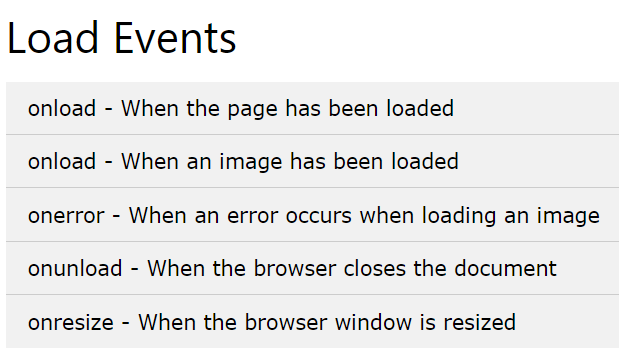 Load Events
onload - When the page has been loaded
onload - When an image has been loaded
onerror - When an error occurs when loading an image
onunload - When the browser closes the document
onresize - When the browser window is resized